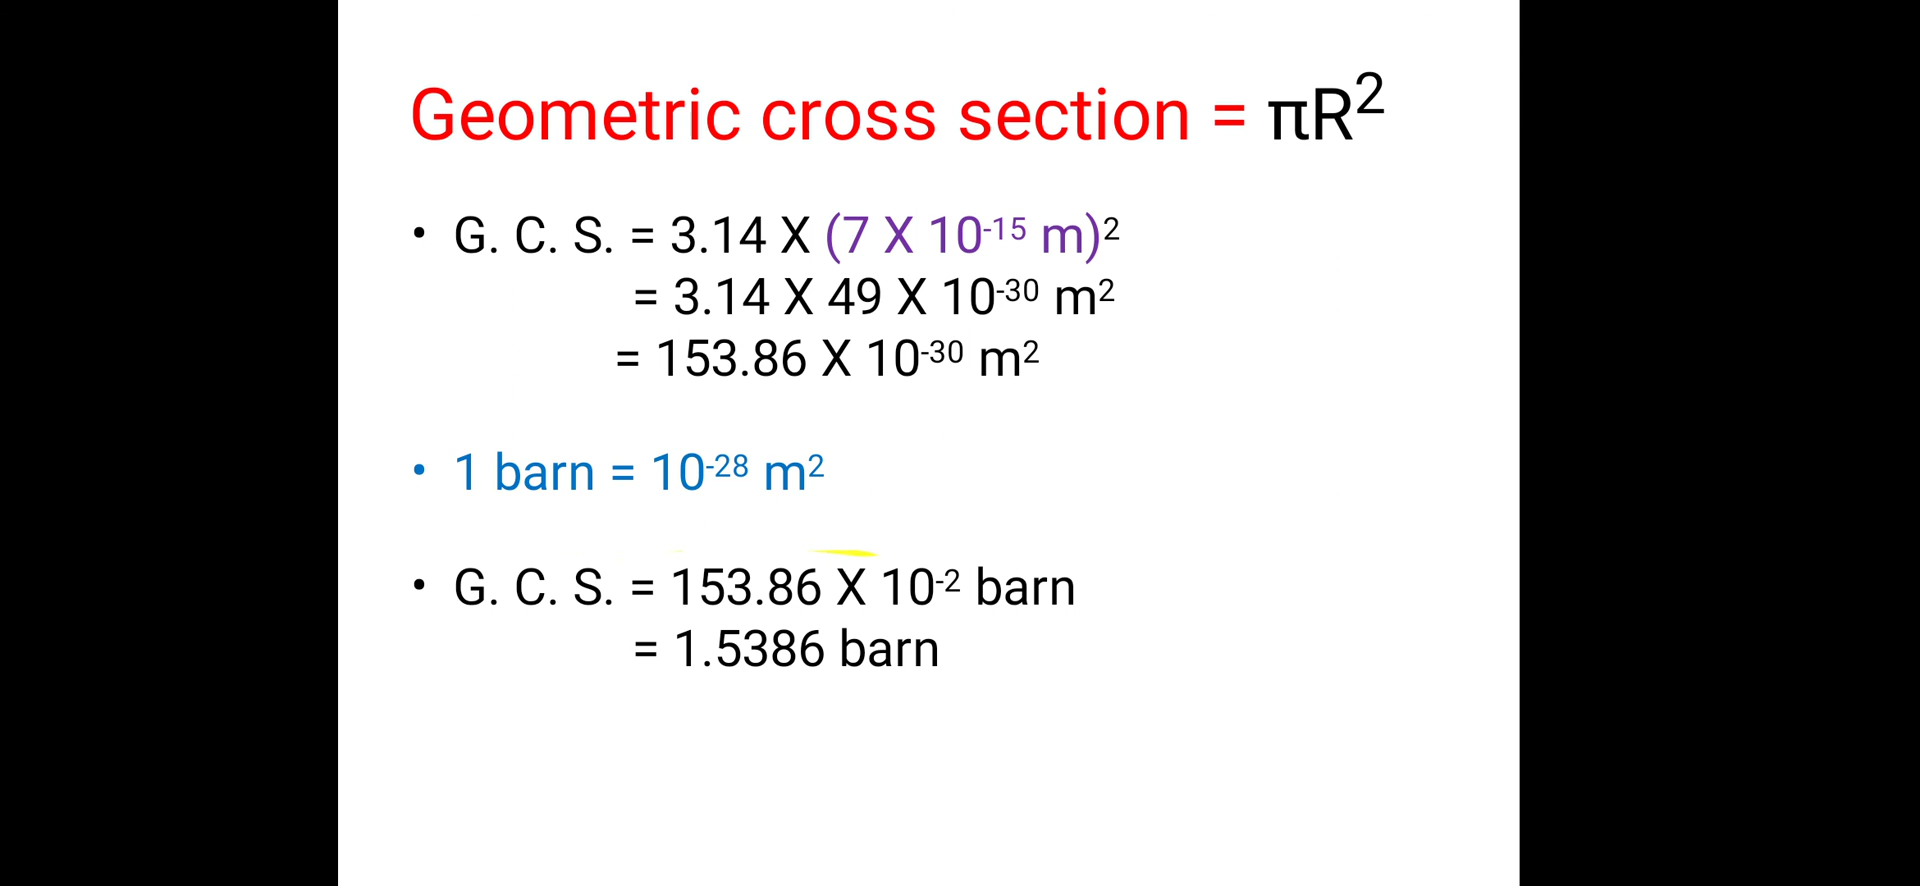 Geometric cross section = πR²
• G. C. S. = 3.14 X (7 X 10⁻¹⁵ m)²
= 3.14 X 49 X 10⁻³⁰ m²
= 153.86 X 10⁻³⁰ m²
• 1 barn = 10⁻²⁸ m²
• G. C. S. = 153.86 X 10⁻² barn
= 1.5386 barn